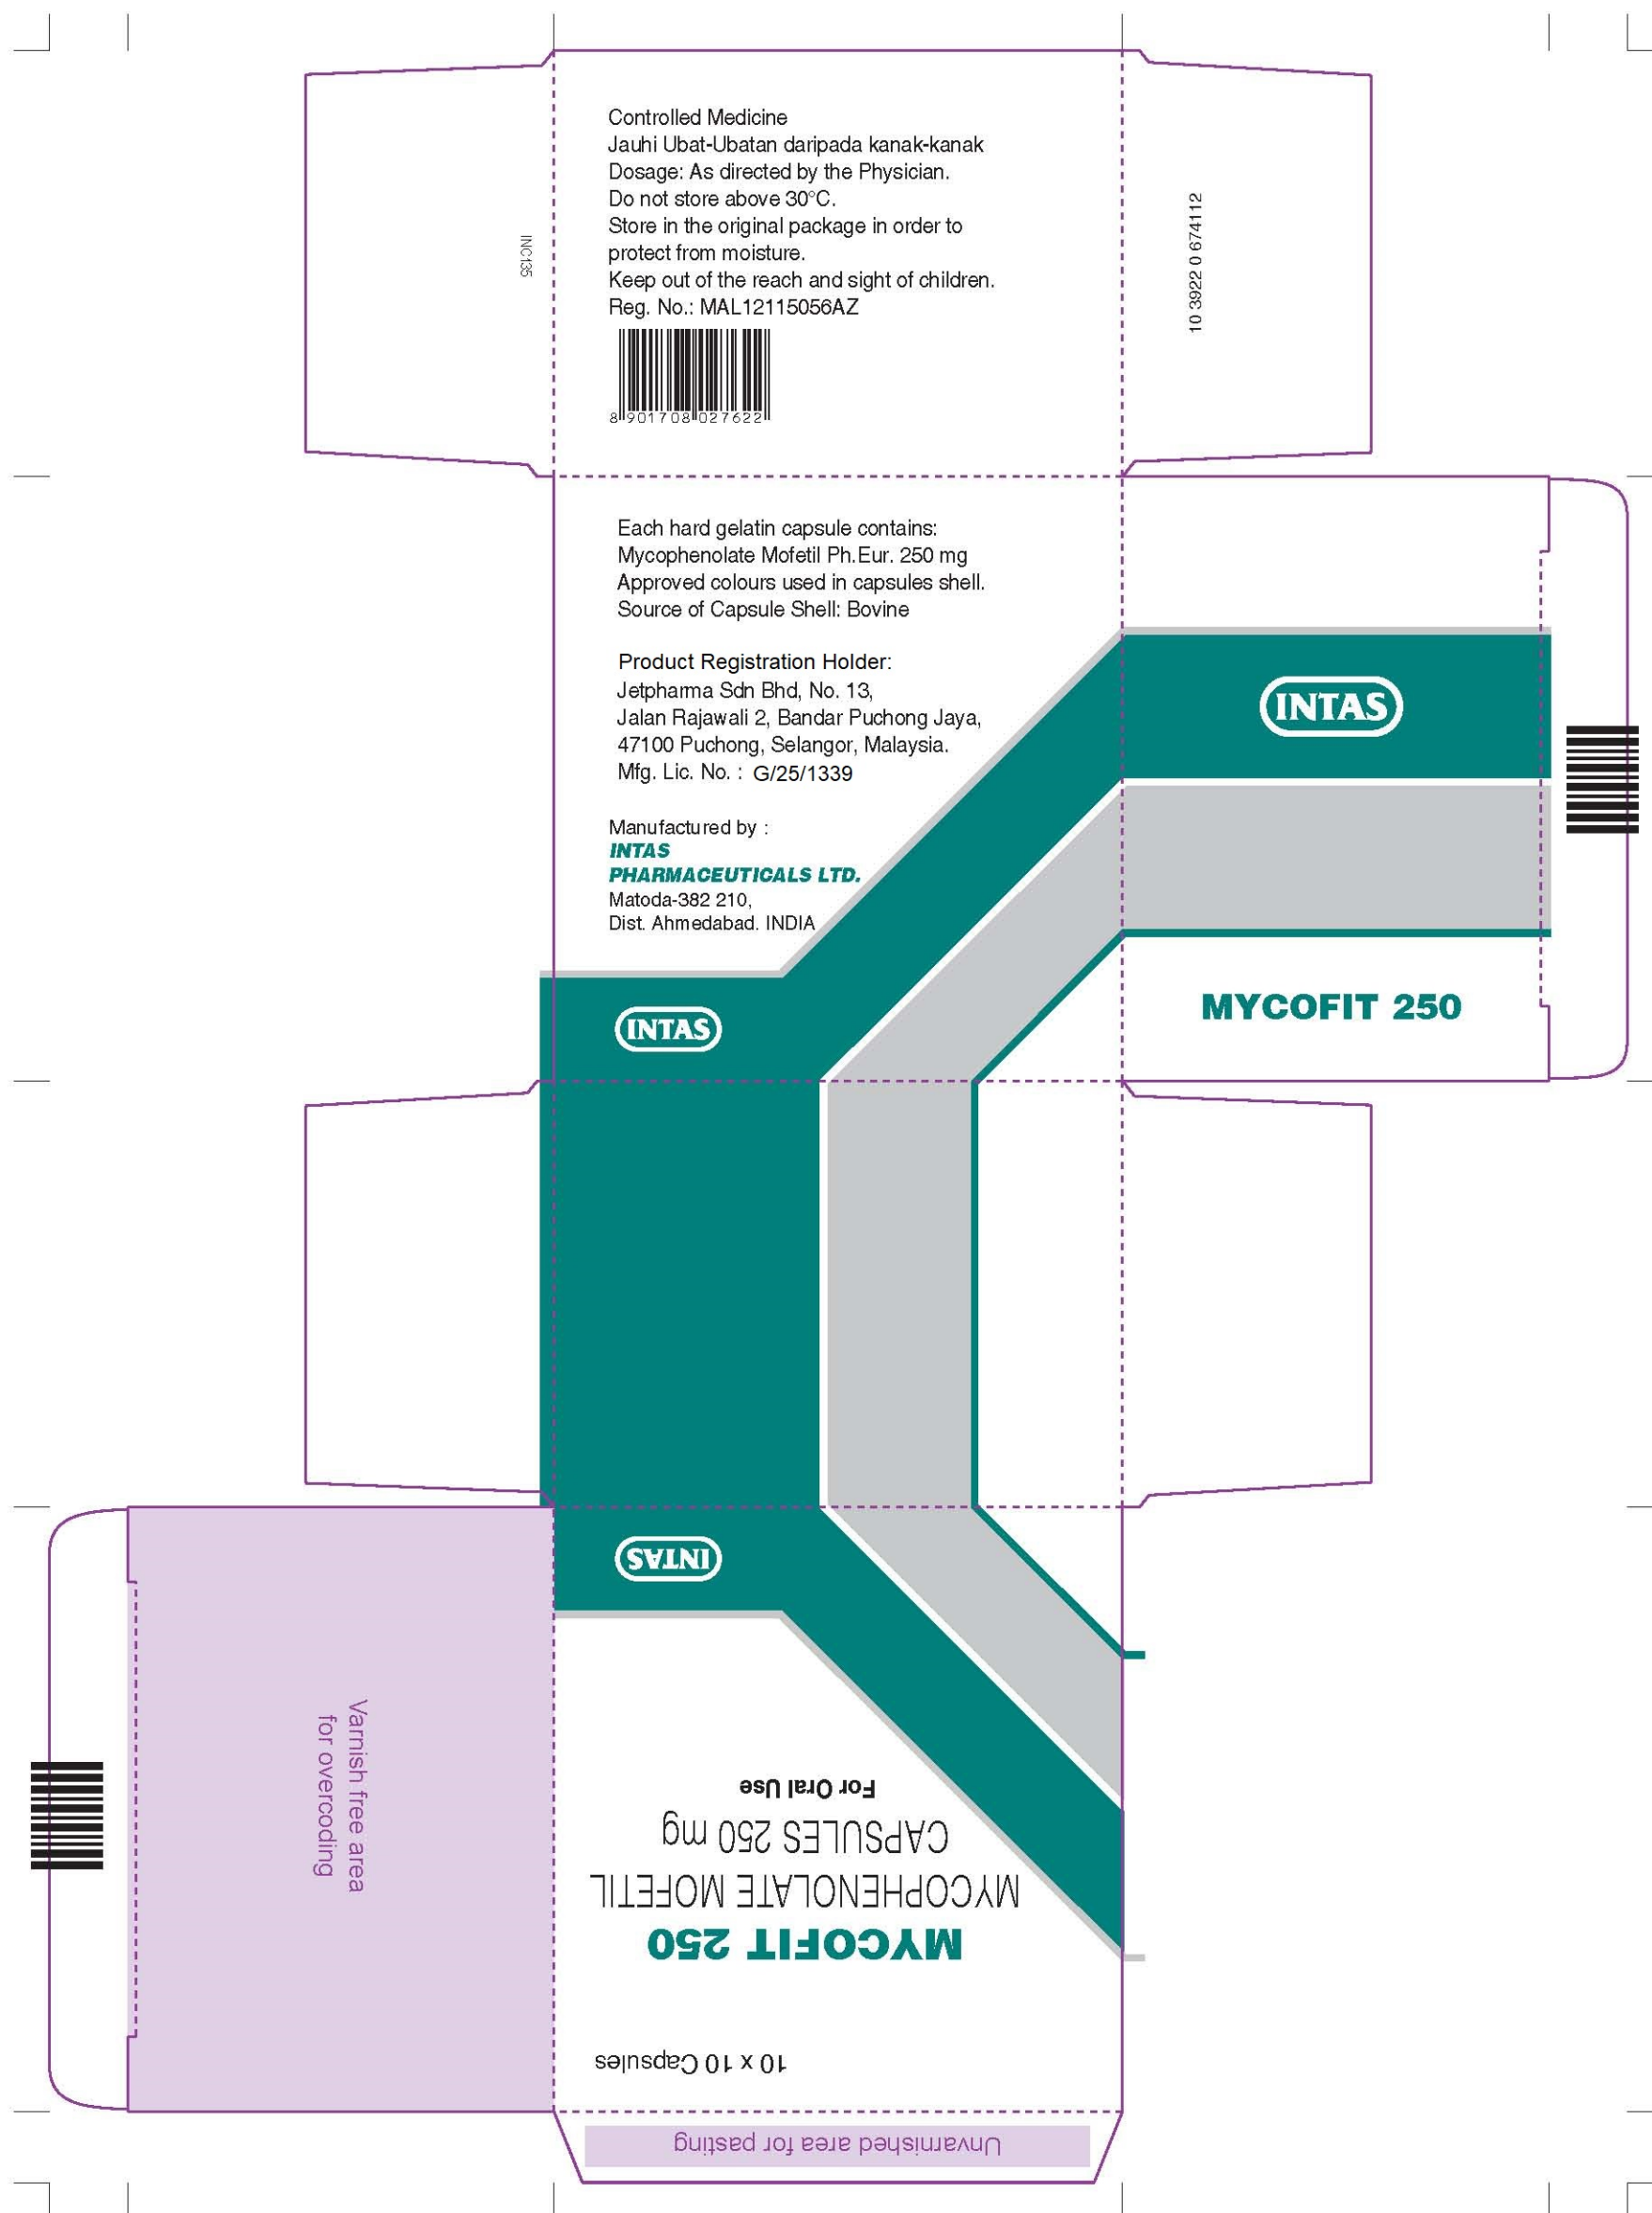 Controlled Medicine
Jauhi Ubat-Ubatan daripada kanak-kanak
Dosage: As directed by the Physician.
Do not store above 30°C.
Store in the original package in order to
protect from moisture.
Keep out of the reach and sight of children.
Reg. No.: MAL12115056AZ
8 901708 027622
INC135
10 3922 0 674112
Each hard gelatin capsule contains:
Mycophenolate Mofetil Ph.Eur. 250 mg
Approved colours used in capsules shell.
Source of Capsule Shell: Bovine
Product Registration Holder:
Jetpharma Sdn Bhd, No. 13,
Jalan Rajawali 2, Bandar Puchong Jaya,
47100 Puchong, Selangor, Malaysia.
Mfg. Lic. No. : G/25/1339
Manufactured by :
INTAS
PHARMACEUTICALS LTD.
Matoda-382 210,
Dist. Ahmedabad. INDIA
INTAS
MYCOFIT 250
INTAS
INTAS
10 x 10 Capsules
MYCOFIT 250
MYCOPHENOLATE MOFETIL
CAPSULES 250 mg
For Oral Use
Varnish free area
for overcoding
Unvarnished area for pasting